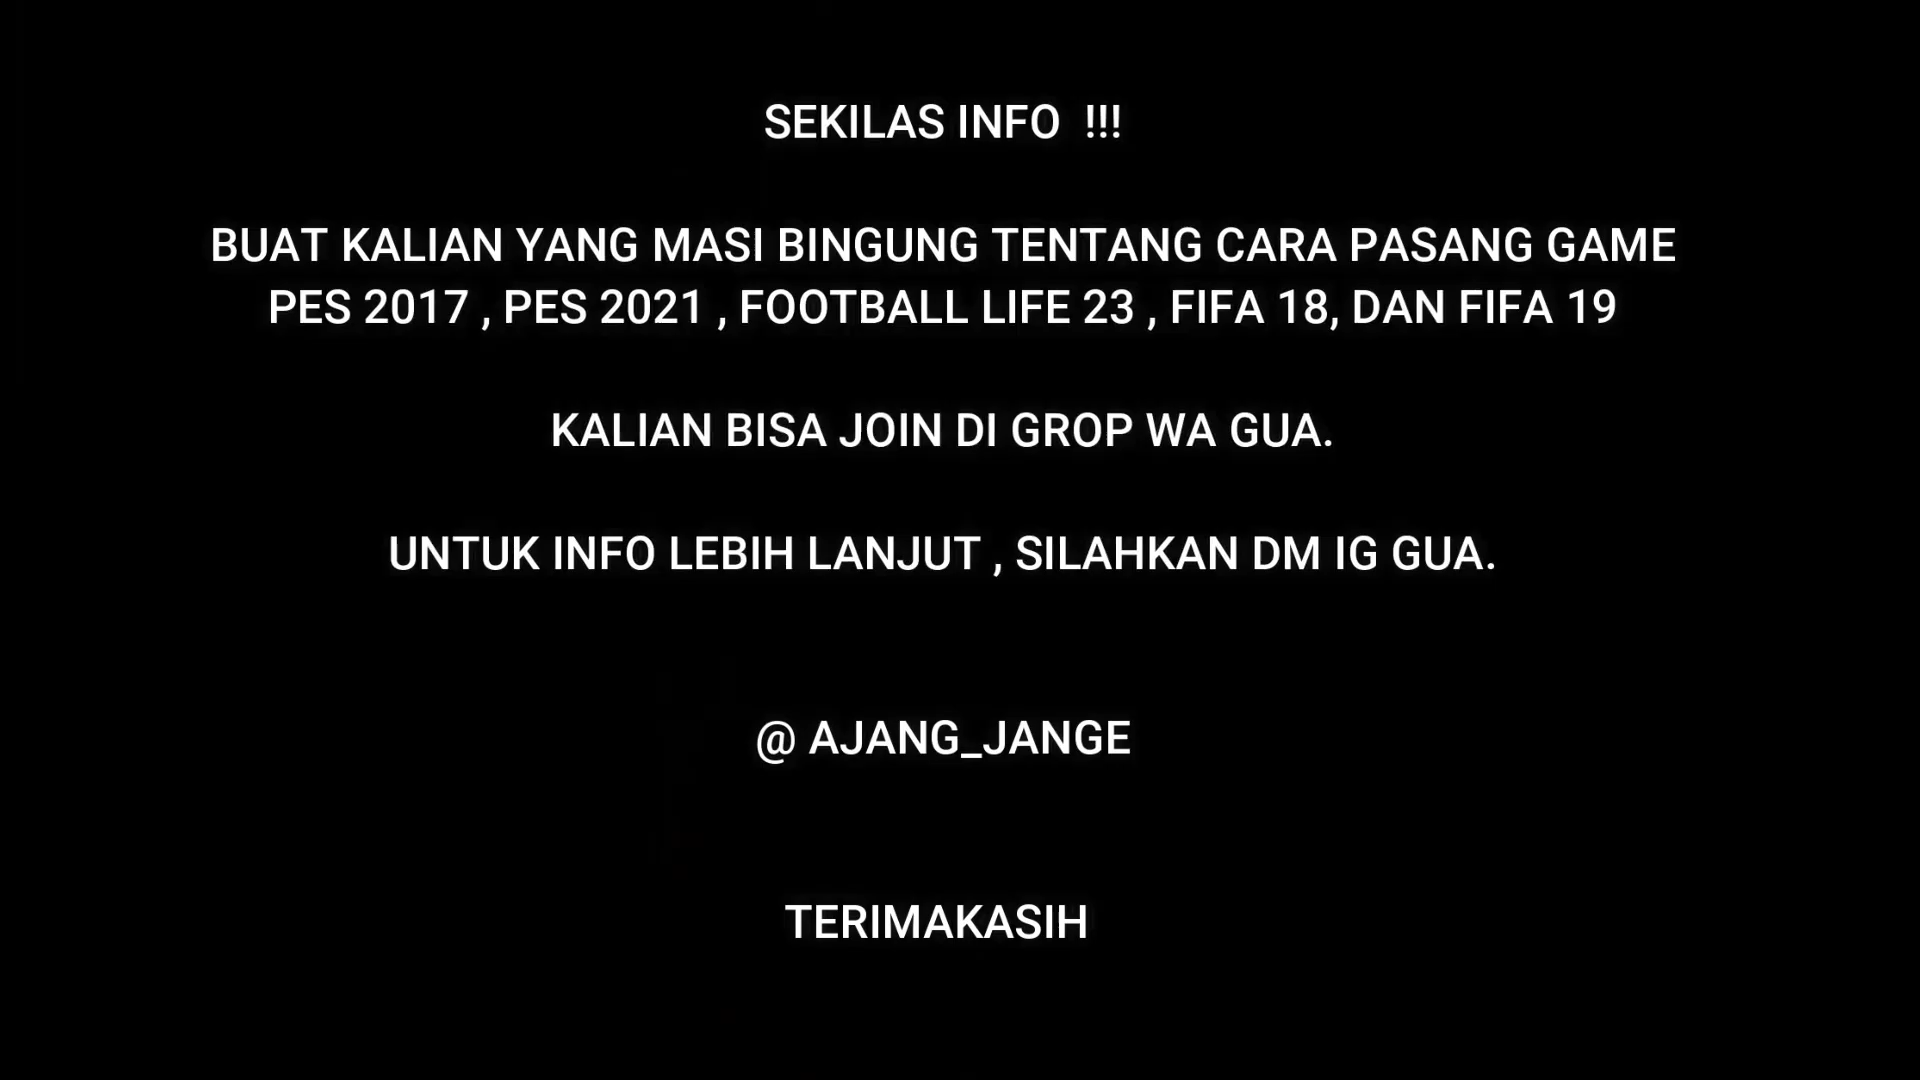 SEKILAS INFO  !!!
BUAT KALIAN YANG MASI BINGUNG TENTANG CARA PASANG GAME
PES 2017 , PES 2021 , FOOTBALL LIFE 23 , FIFA 18, DAN FIFA 19
KALIAN BISA JOIN DI GROP WA GUA.
UNTUK INFO LEBIH LANJUT , SILAHKAN DM IG GUA.
@ AJANG_JANGE
TERIMAKASIH